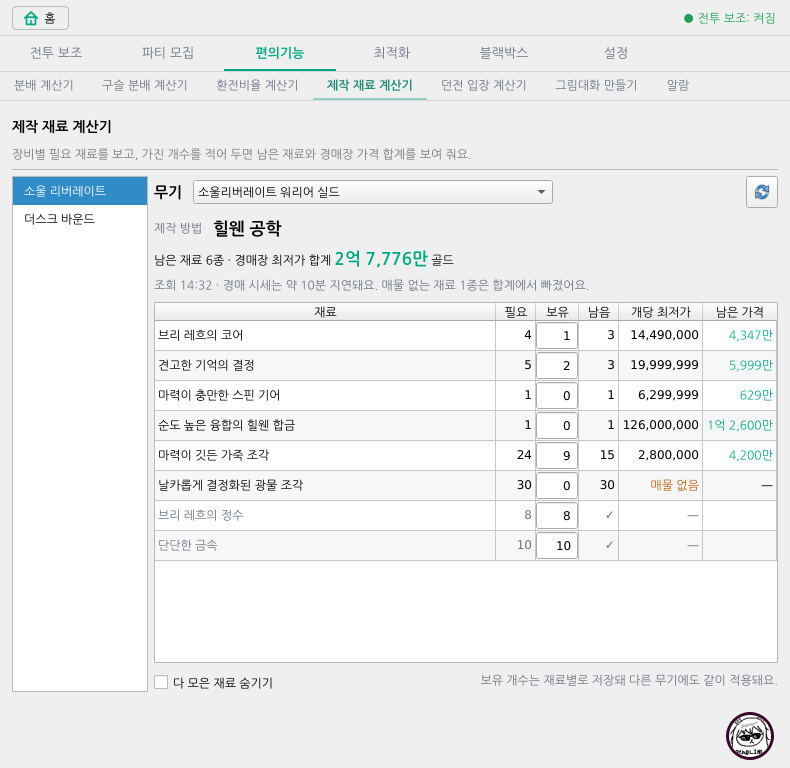 홈
전투 보조: 켜짐
전투 보조 파티 모집 편의기능 최적화 블랙박스 설정
분배 계산기 구슬 분배 계산기 환전비율 계산기 제작 재료 계산기 던전 입장 계산기 그림대화 만들기 알람
제작 재료 계산기
장비별 필요 재료를 보고, 가진 개수를 적어 두면 남은 재료와 경매장 가격 합계를 보여 줘요.
소울 리버레이트
더스크 바운드
무기 소울리버레이트 워리어 실드
제작 방법 힐웬 공학
남은 재료 6종 · 경매장 최저가 합계 2억 7,776만 골드
조회 14:32 · 경매 시세는 약 10분 지연돼요. 매물 없는 재료 1종은 합계에서 빠졌어요.
재료 필요 보유 남음 개당 최저가 남은 가격
브리 레흐의 코어 4 1 3 14,490,000 4,347만
견고한 기억의 결정 5 2 3 19,999,999 5,999만
마력이 충만한 스핀 기어 1 0 1 6,299,999 629만
순도 높은 융합의 힐웬 합금 1 0 1 126,000,000 1억 2,600만
마력이 깃든 가죽 조각 24 9 15 2,800,000 4,200만
날카롭게 결정화된 광물 조각 30 0 30 매물 없음 —
브리 레흐의 정수 8 8 ✓ —
단단한 금속 10 10 ✓ —
다 모은 재료 숨기기
보유 개수는 재료별로 저장돼 다른 무기에도 같이 적용돼요.